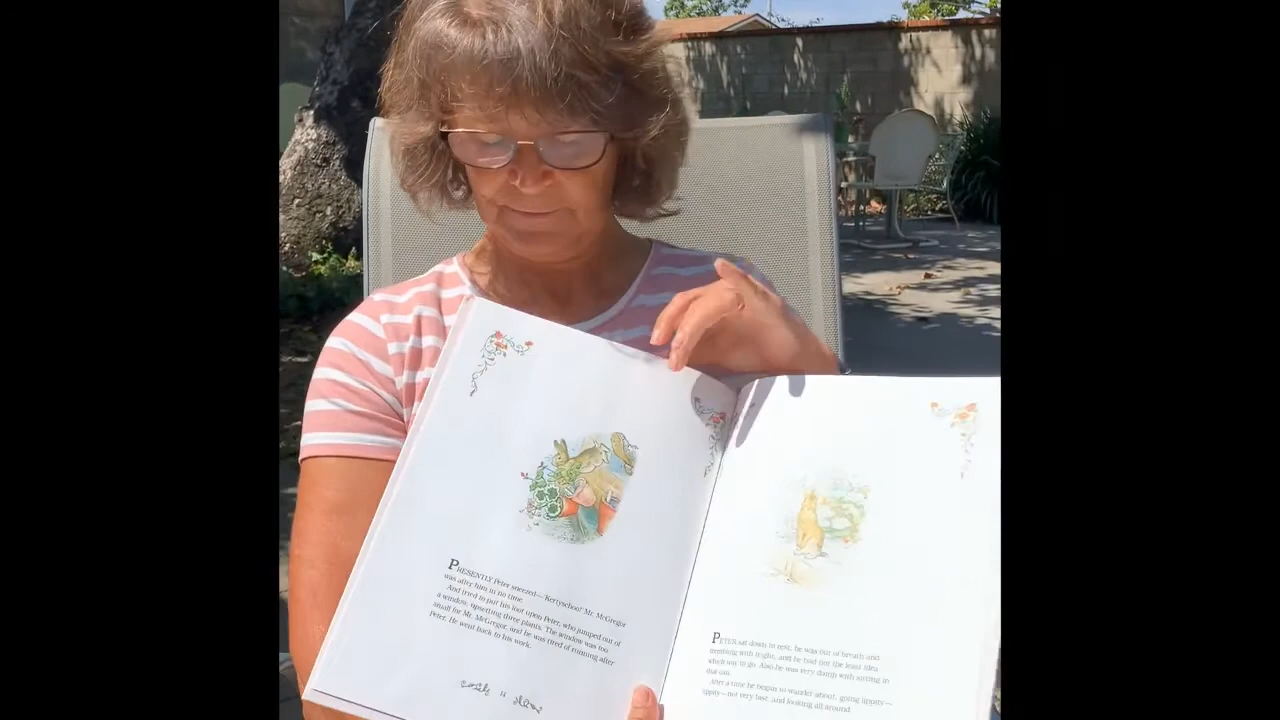 PRESENTLY Peter sneezed—'Kertyschoo!' Mr. McGregor
was after him in no time.
And tried to put his foot upon Peter, who jumped out of
a window, upsetting three plants. The window was too
small for Mr. McGregor, and he was tired of running after
Peter. He went back to his work.
PETER sat down to rest; he was out of breath and
trembling with fright, and he had not the least idea
which way to go. Also he was very damp with sitting in
that can.
After a time he began to wander about, going lippity—
lippity—not very fast, and looking all around.